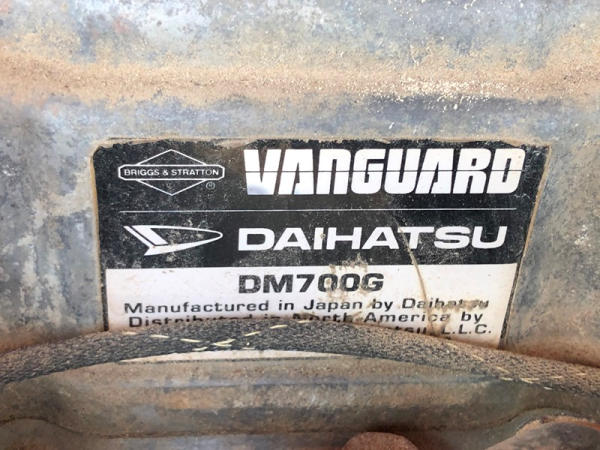 BRIGGS & STRATTON
VANGUARD
DAIHATSU
DM700G
Manufactured in Japan by Daihatsu
Distributed in North America by
L.L.C.